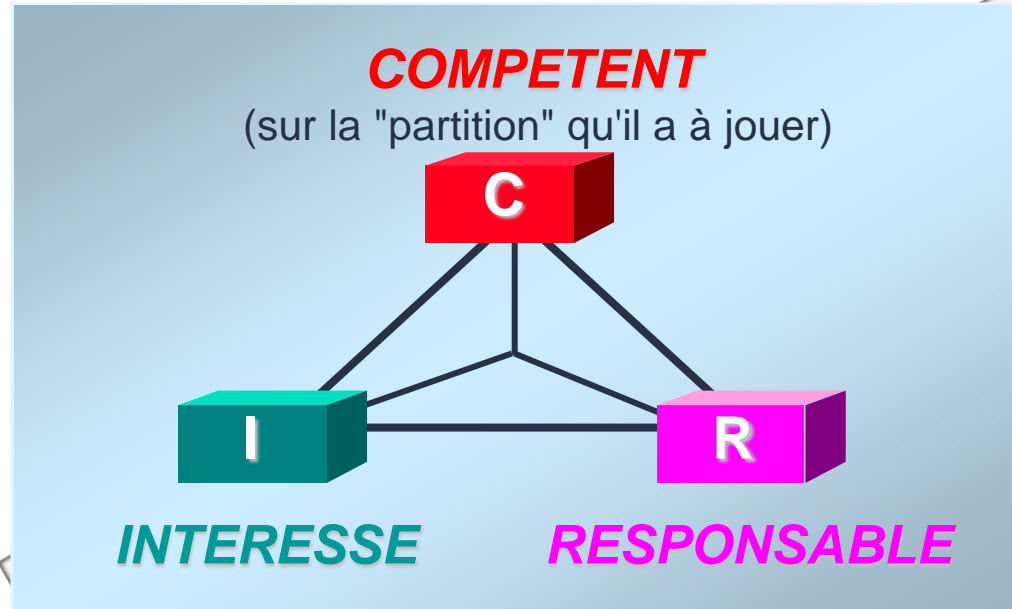 COMPETENT
(sur la "partition" qu'il a à jouer)
C
I
R
INTERESSE
RESPONSABLE